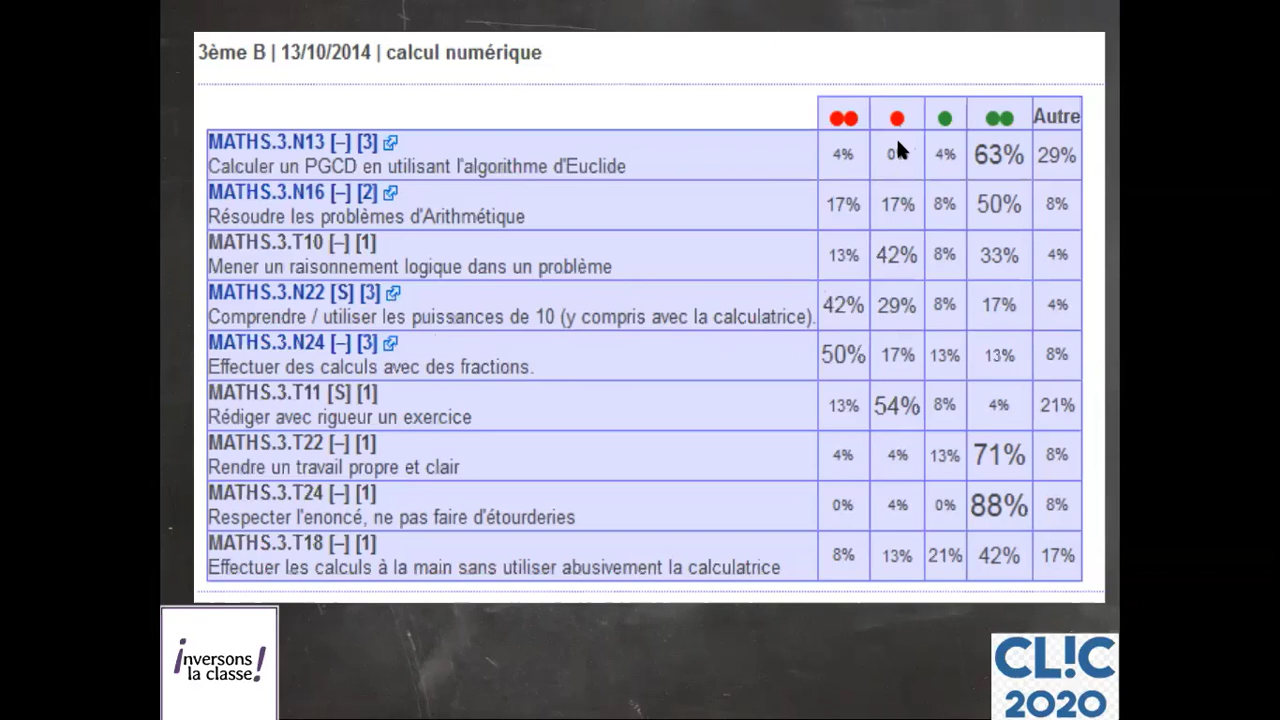 3ème B | 13/10/2014 | calcul numérique
Autre
MATHS.3.N13 [–] [3]
Calculer un PGCD en utilisant l'algorithme d'Euclide
4% 0% 4% 63% 29%
MATHS.3.N16 [–] [2]
Résoudre les problèmes d'Arithmétique
17% 17% 8% 50% 8%
MATHS.3.T10 [–] [1]
Mener un raisonnement logique dans un problème
13% 42% 8% 33% 4%
MATHS.3.N22 [S] [3]
Comprendre / utiliser les puissances de 10 (y compris avec la calculatrice).
42% 29% 8% 17% 4%
MATHS.3.N24 [–] [3]
Effectuer des calculs avec des fractions.
50% 17% 13% 13% 8%
MATHS.3.T11 [S] [1]
Rédiger avec rigueur un exercice
13% 54% 8% 4% 21%
MATHS.3.T22 [–] [1]
Rendre un travail propre et clair
4% 4% 13% 71% 8%
MATHS.3.T24 [–] [1]
Respecter l'enoncé, ne pas faire d'étourderies
0% 4% 0% 88% 8%
MATHS.3.T18 [–] [1]
Effectuer les calculs à la main sans utiliser abusivement la calculatrice
8% 13% 21% 42% 17%
¡nversons
la classe!
CL!C
2020